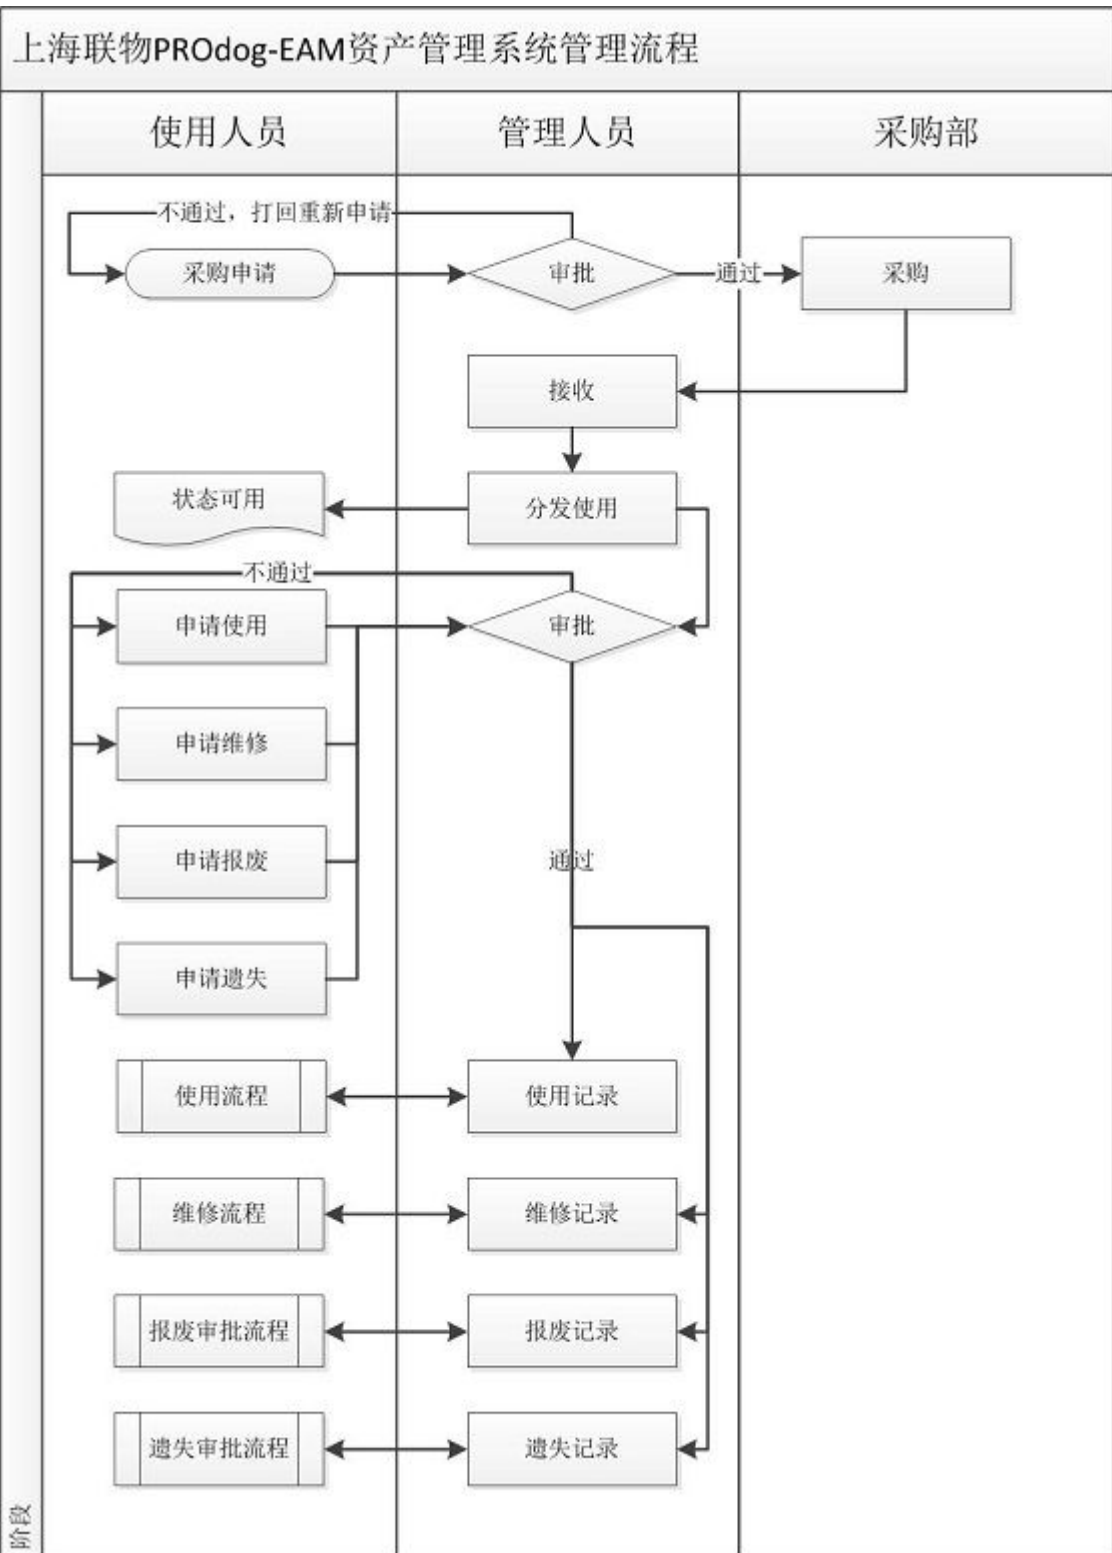 上海联物PROdog-EAM资产管理系统管理流程
使用人员
管理人员
采购部
不通过，打回重新申请
采购申请
审批
通过
采购
接收
状态可用
分发使用
不通过
申请使用
审批
申请维修
申请报废
通过
申请遗失
使用流程
使用记录
维修流程
维修记录
报废审批流程
报废记录
遗失审批流程
遗失记录
阶段